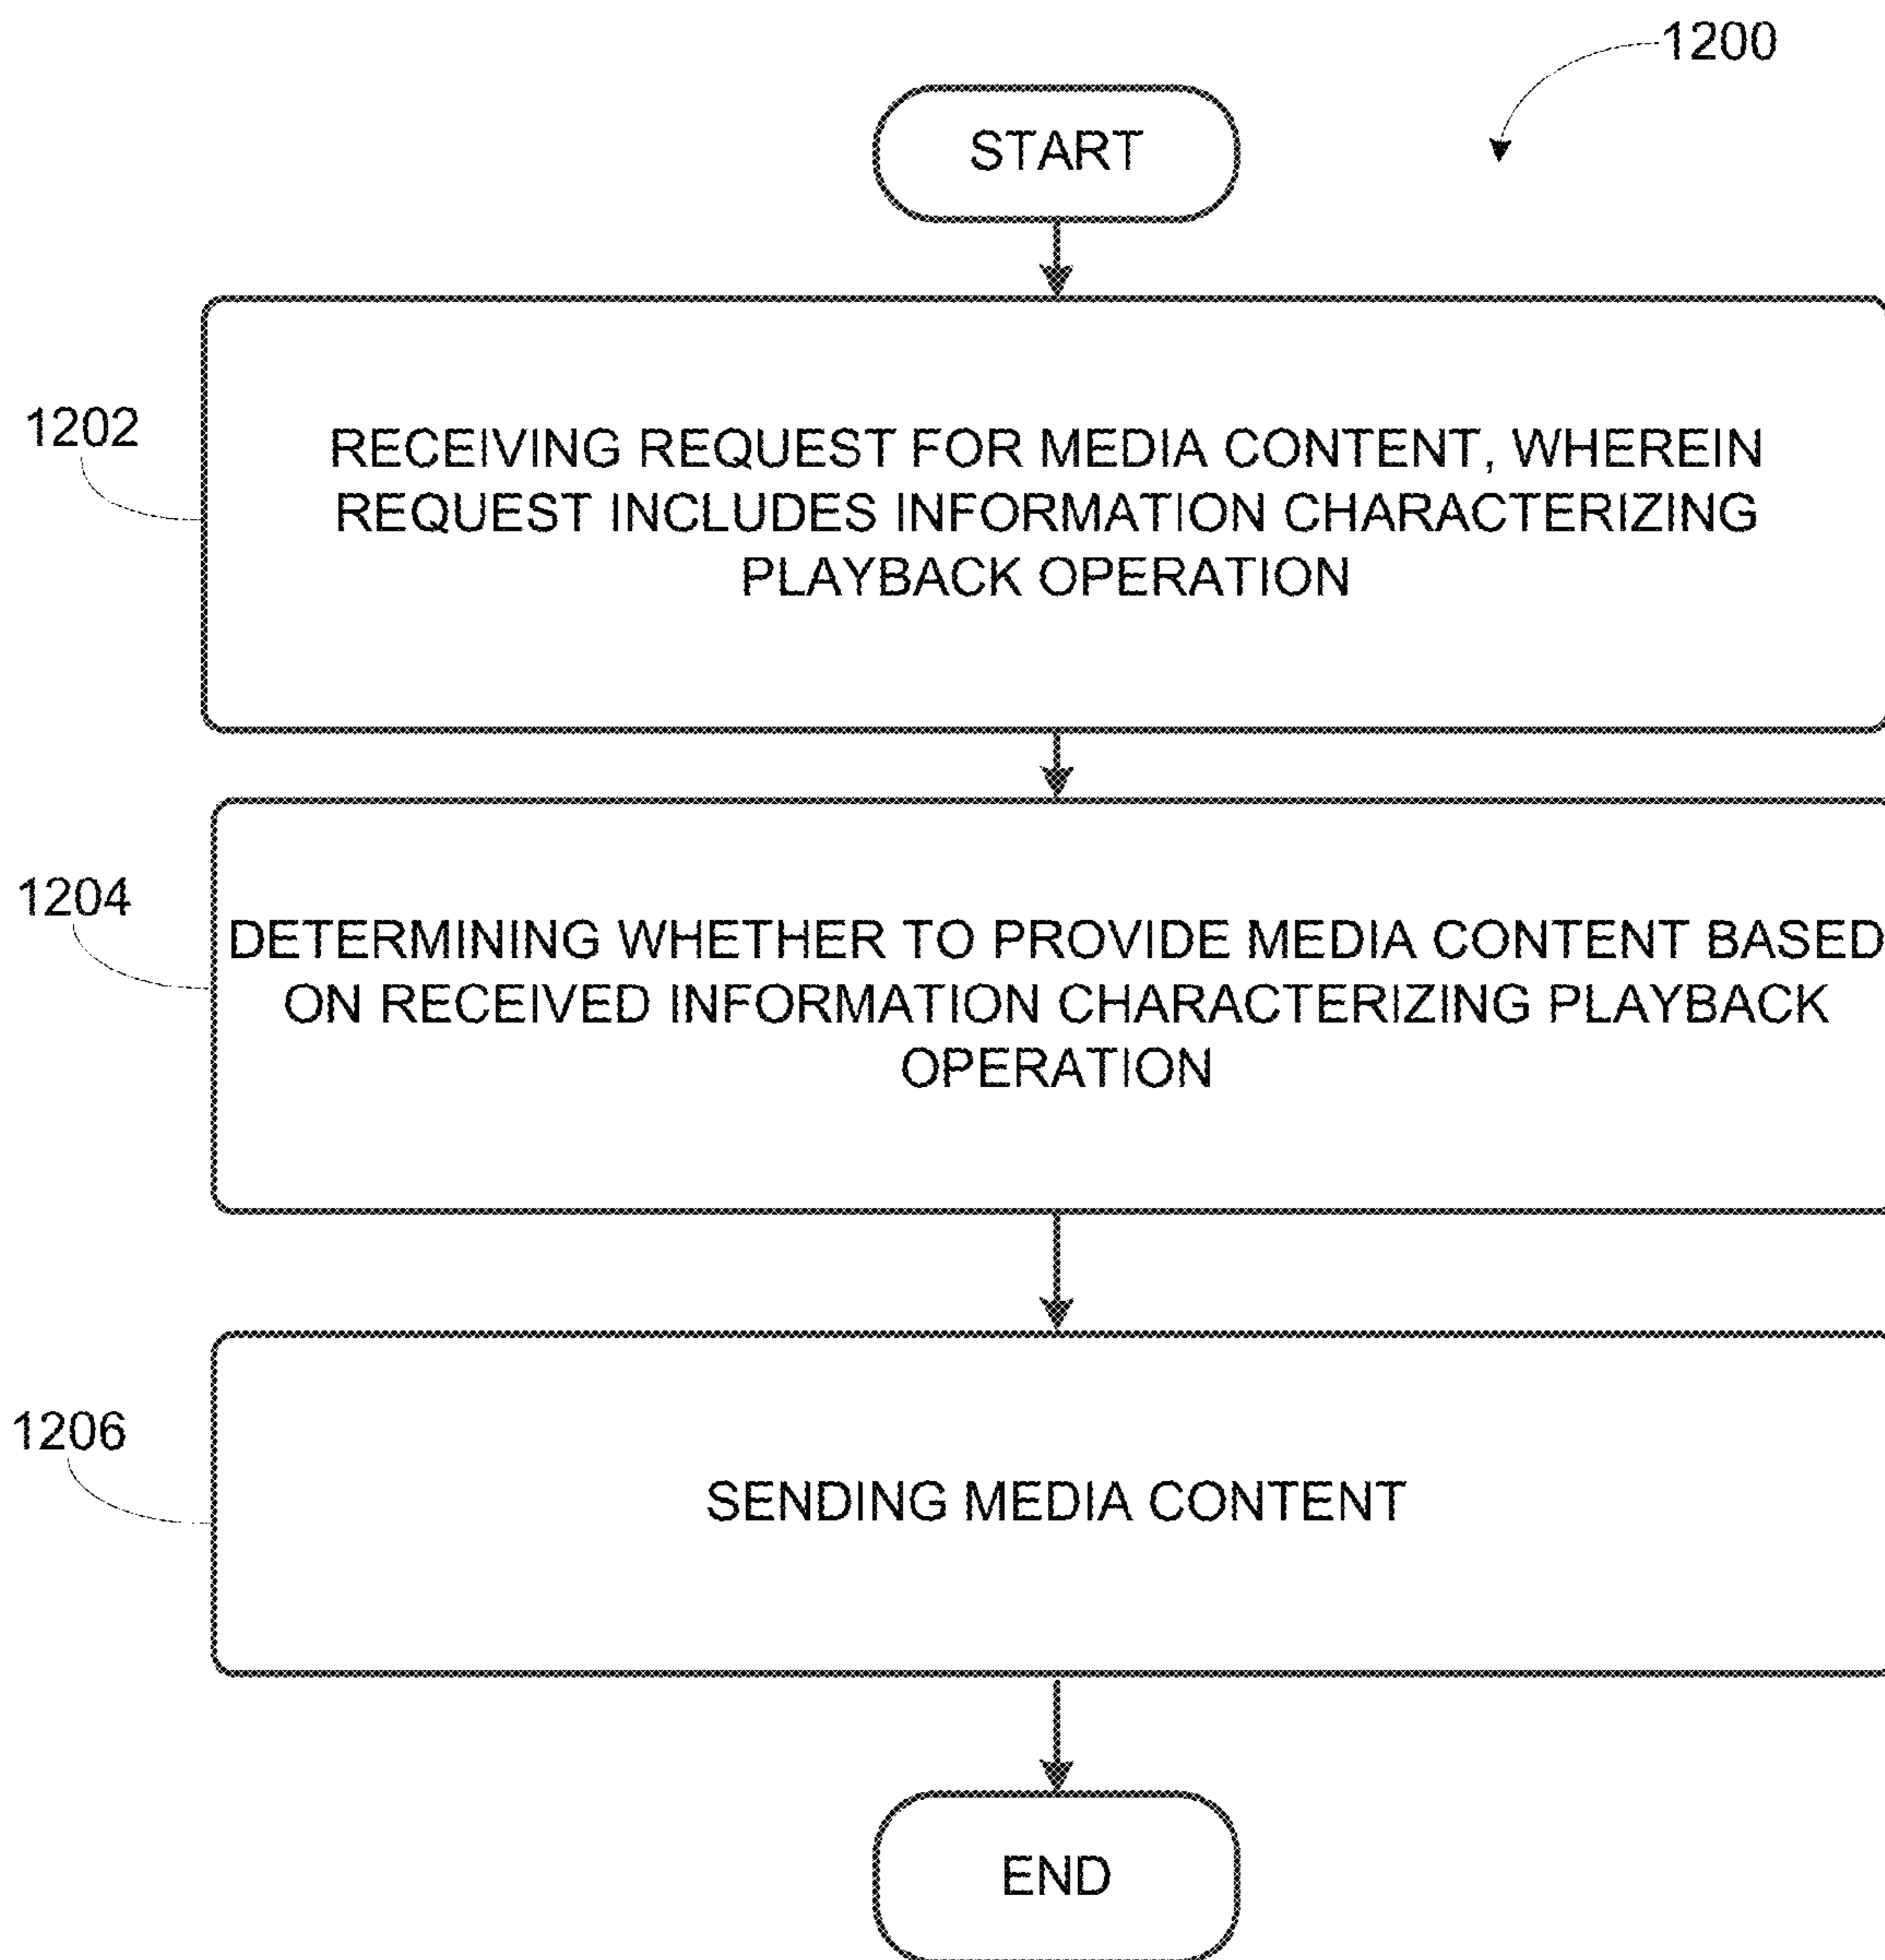 1200
START
1202
RECEIVING REQUEST FOR MEDIA CONTENT, WHEREIN
REQUEST INCLUDES INFORMATION CHARACTERIZING
PLAYBACK OPERATION
1204
DETERMINING WHETHER TO PROVIDE MEDIA CONTENT BASED
ON RECEIVED INFORMATION CHARACTERIZING PLAYBACK
OPERATION
1206
SENDING MEDIA CONTENT
END